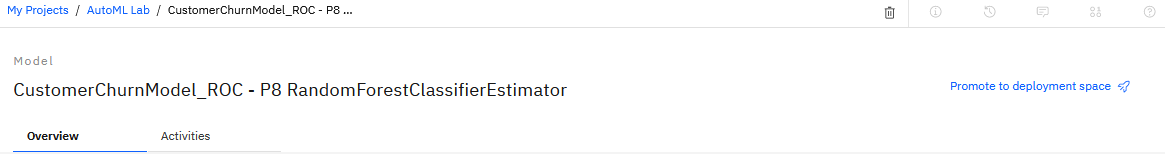 My Projects / AutoML Lab / CustomerChurnModel_ROC - P8 ...
Model
CustomerChurnModel_ROC - P8 RandomForestClassifierEstimator
Promote to deployment space
Overview Activities